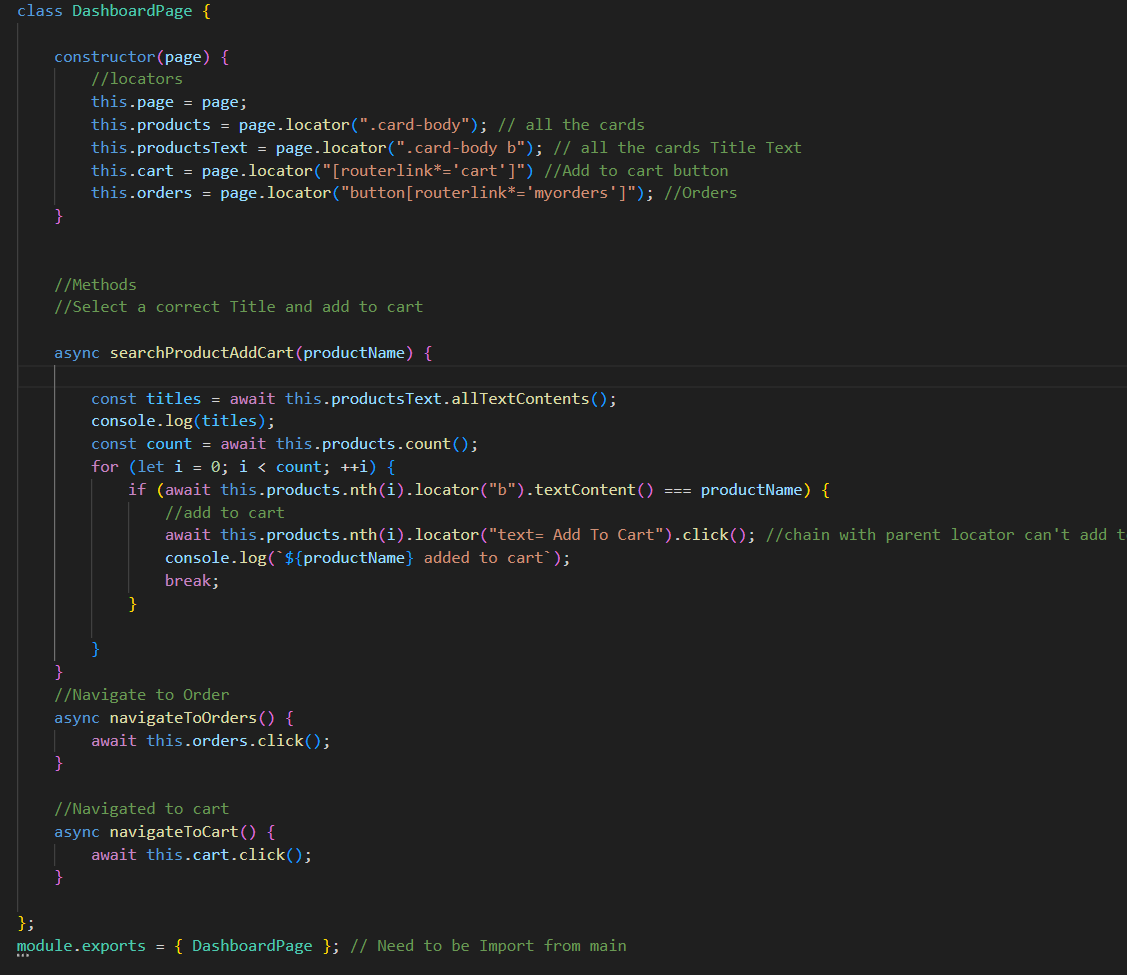 class DashboardPage {
constructor(page) {
//locators
this.page = page;
this.products = page.locator(".card-body"); // all the cards
this.productsText = page.locator(".card-body b"); // all the cards Title Text
this.cart = page.locator("[routerlink*='cart']") //Add to cart button
this.orders = page.locator("button[routerlink*='myorders']"); //Orders
}
//Methods
//Select a correct Title and add to cart
async searchProductAddCart(productName) {
const titles = await this.productsText.allTextContents();
console.log(titles);
const count = await this.products.count();
for (let i = 0; i < count; ++i) {
if (await this.products.nth(i).locator("b").textContent() === productName) {
//add to cart
await this.products.nth(i).locator("text= Add To Cart").click(); //chain with parent locator can't add
console.log(`${productName} added to cart`);
break;
}
}
}
//Navigate to Order
async navigateToOrders() {
await this.orders.click();
}
//Navigated to cart
async navigateToCart() {
await this.cart.click();
}
};
module.exports = { DashboardPage }; // Need to be Import from main